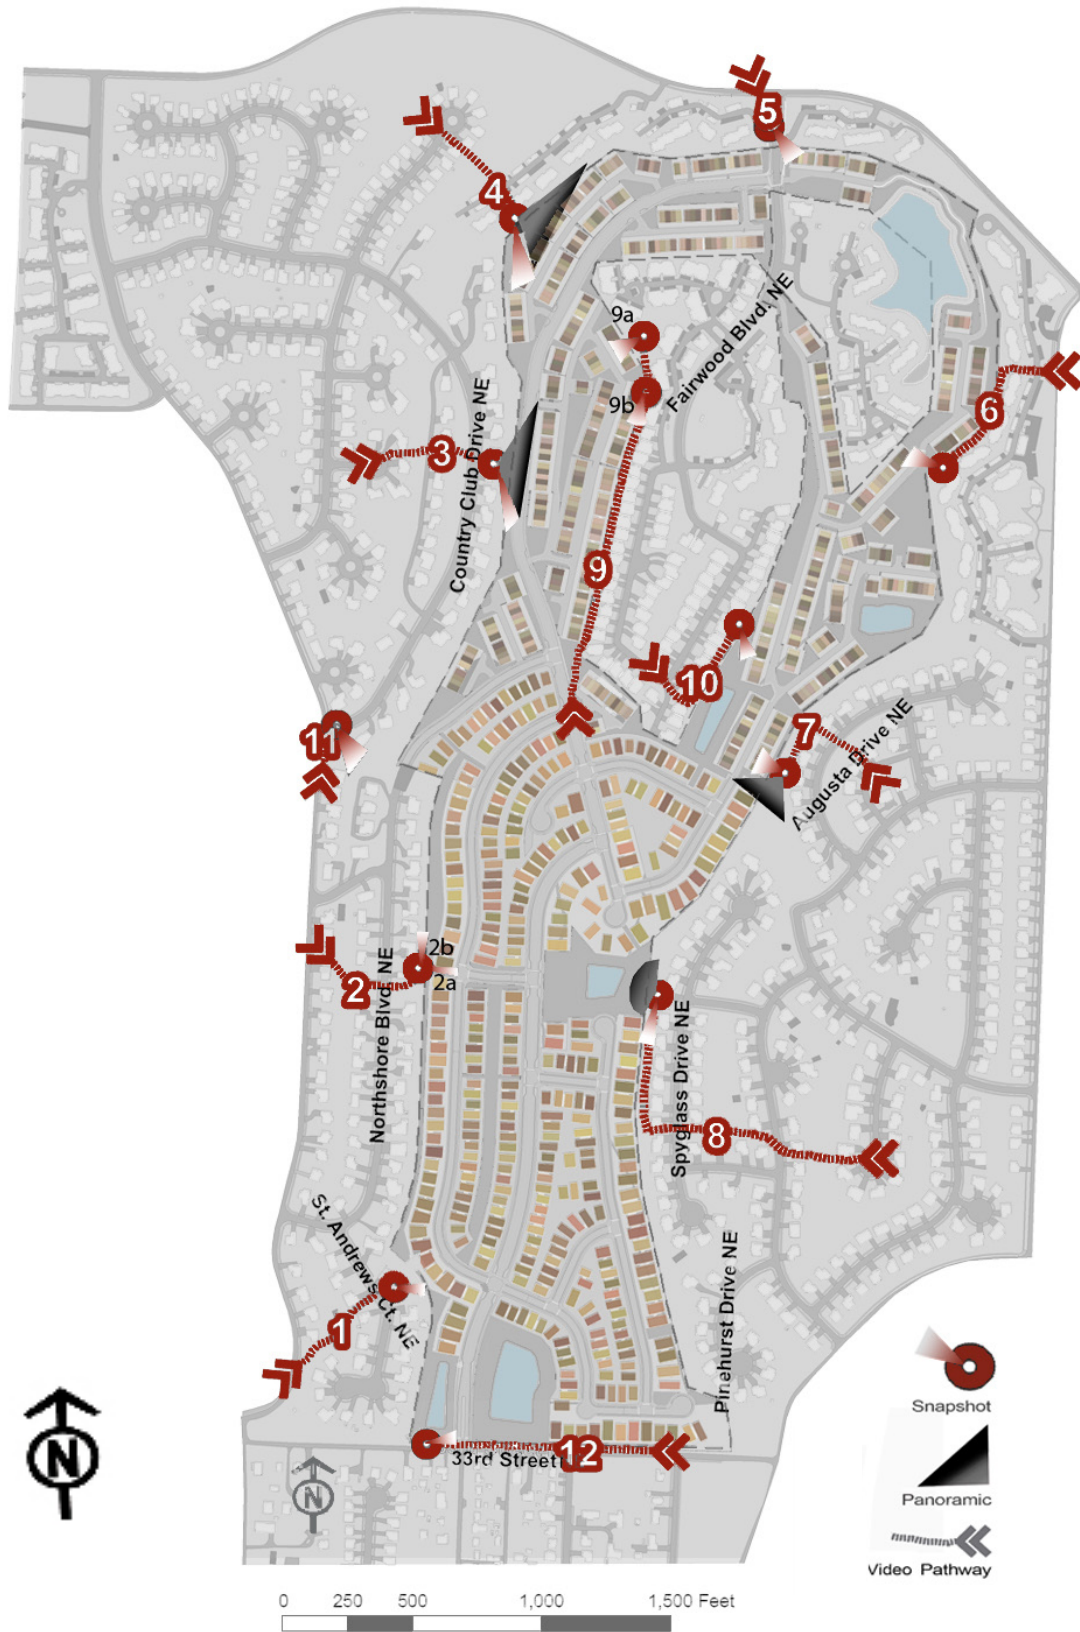 5
4
9a
Fairwood Blvd. NE
9b
6
3
Country Club Drive NE
9
10
7
11
Augusta Drive NE
2b
2a
2
Northshore Blvd. NE
Spyglass Drive NE
8
St. Andrews Ct. NE
1
Pinehurst Drive NE
12
33rd Street
N
N
Snapshot
Panoramic
Video Pathway
0 250 500 1,000 1,500 Feet